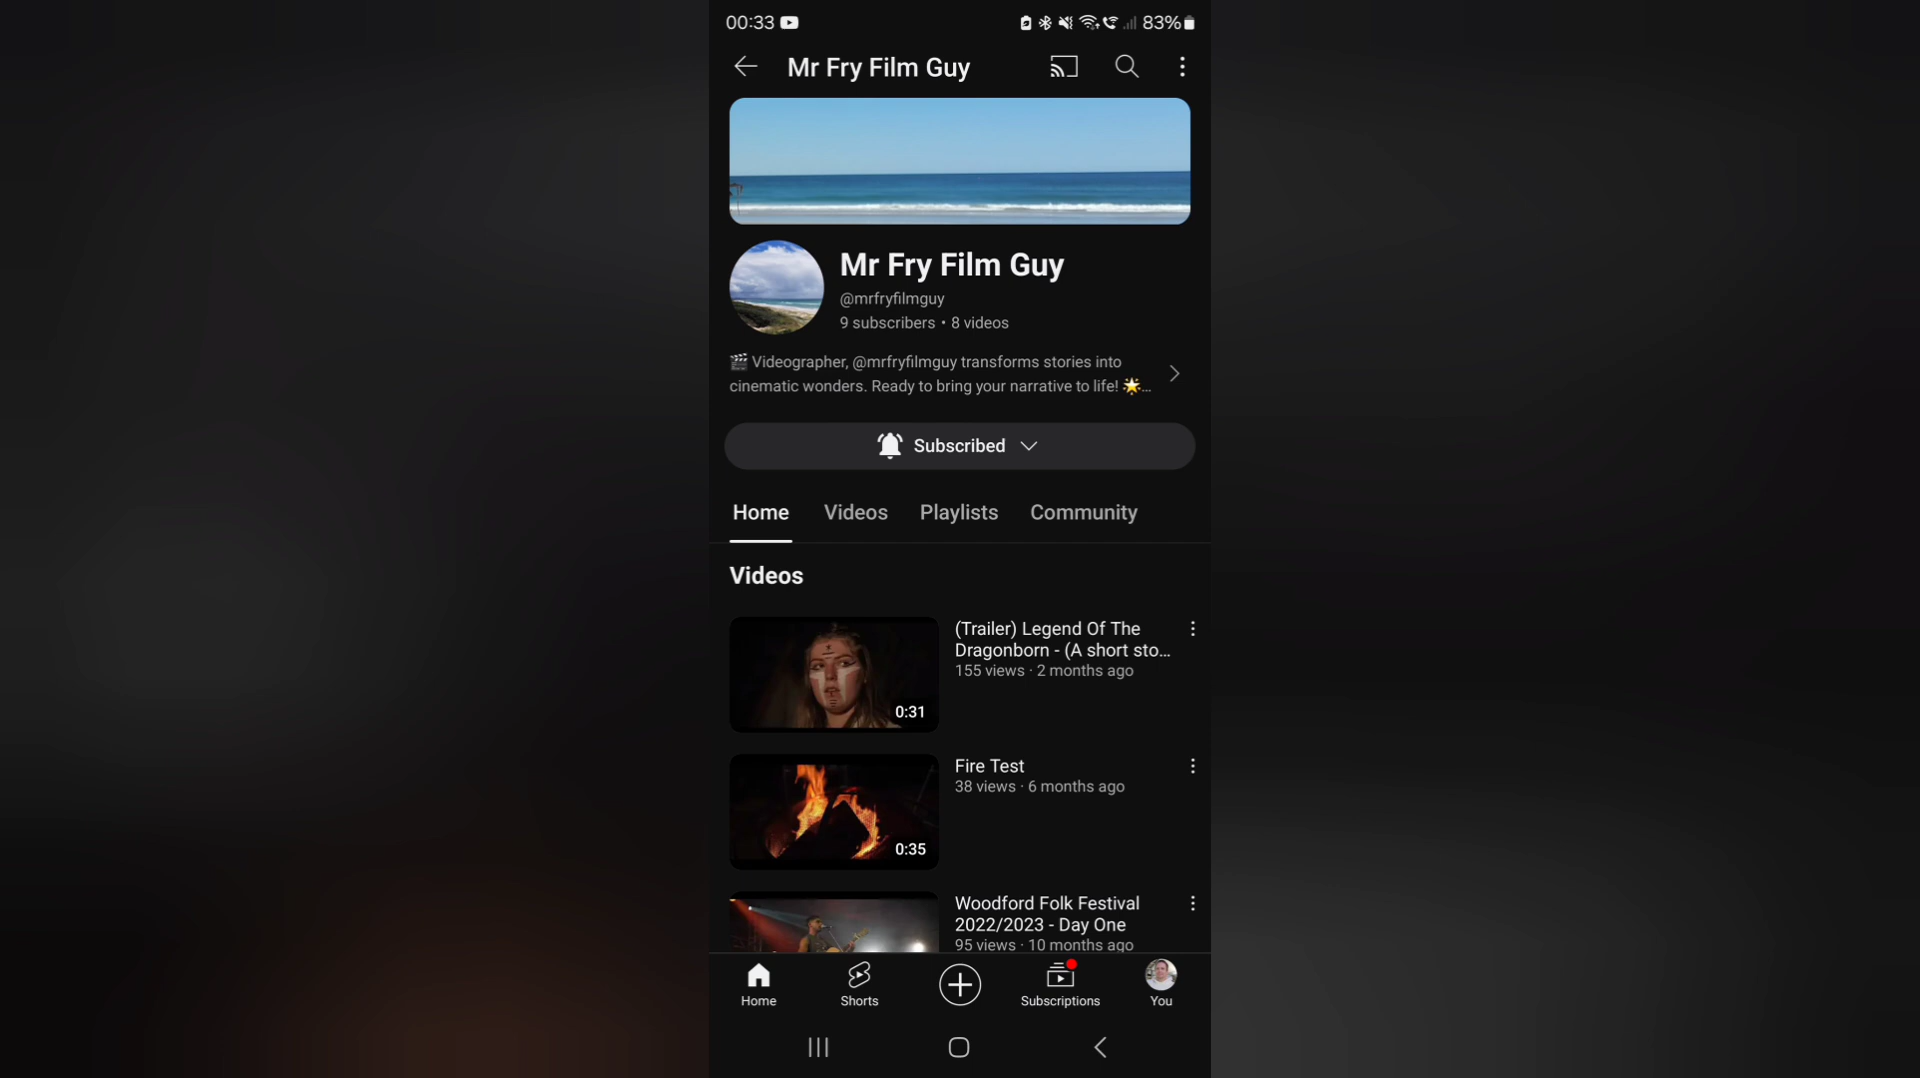 00:33
83%
Mr Fry Film Guy
Mr Fry Film Guy
@mrfryfilmguy
9 subscribers • 8 videos
🎬 Videographer, @mrfryfilmguy transforms stories into
cinematic wonders. Ready to bring your narrative to life! 🌟...
Subscribed
Home Videos Playlists Community
Videos
(Trailer) Legend Of The
Dragonborn - (A short sto...
155 views · 2 months ago
0:31
Fire Test
38 views · 6 months ago
0:35
Woodford Folk Festival
2022/2023 - Day One
95 views · 10 months ago
Home Shorts Subscriptions You